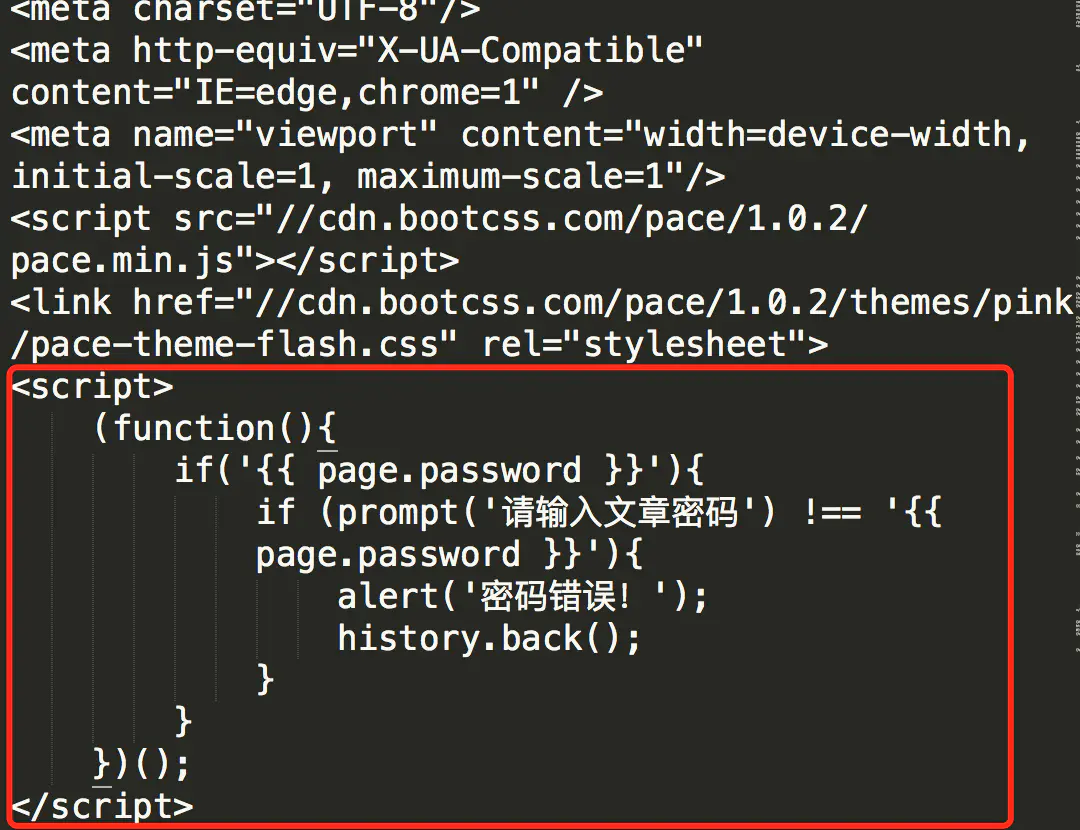 <meta charset="UTF-8"/>
<meta http-equiv="X-UA-Compatible"
content="IE=edge,chrome=1" />
<meta name="viewport" content="width=device-width,
initial-scale=1, maximum-scale=1"/>
<script src="//cdn.bootcss.com/pace/1.0.2/
pace.min.js"></script>
<link href="//cdn.bootcss.com/pace/1.0.2/themes/pink
/pace-theme-flash.css" rel="stylesheet">
<script>
    (function(){
        if('{{ page.password }}'){
            if (prompt('请输入文章密码') !== '{{
            page.password }}'){
                alert('密码错误！');
                history.back();
            }
        }
    })();
</script>